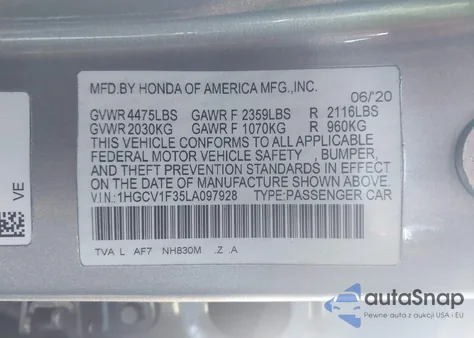 MFD.BY HONDA OF AMERICA MFG.,INC.
06/'20
GVWR 4475LBS GAWR F 2359LBS R 2116LBS
GVWR 2030KG GAWR F 1070KG R 960KG
THIS VEHICLE CONFORMS TO ALL APPLICABLE
FEDERAL MOTOR VEHICLE SAFETY , BUMPER,
AND THEFT PREVENTION STANDARDS IN EFFECT
ON THE DATE OF MANUFACTURE SHOWN ABOVE.
V.I.N.:1HGCV1F35LA097928 TYPE:PASSENGER CAR
TVA L AF7 NH830M .Z .A
VE
autoSnap
Pewne auta z aukcji USA i EU